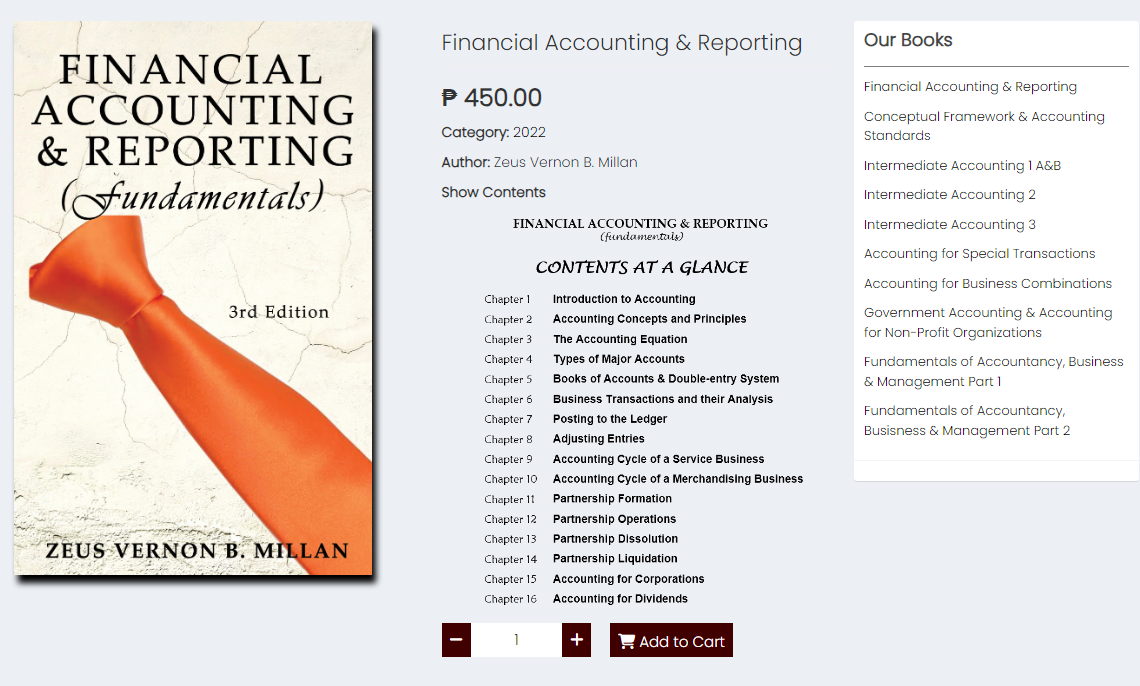 FINANCIAL
ACCOUNTING
& REPORTING
(Fundamentals)
3rd Edition
ZEUS VERNON B. MILLAN
Financial Accounting & Reporting
₱ 450.00
Category: 2022
Author: Zeus Vernon B. Millan
Show Contents
FINANCIAL ACCOUNTING & REPORTING
(fundamentals)
CONTENTS AT A GLANCE
Chapter 1 Introduction to Accounting
Chapter 2 Accounting Concepts and Principles
Chapter 3 The Accounting Equation
Chapter 4 Types of Major Accounts
Chapter 5 Books of Accounts & Double-entry System
Chapter 6 Business Transactions and their Analysis
Chapter 7 Posting to the Ledger
Chapter 8 Adjusting Entries
Chapter 9 Accounting Cycle of a Service Business
Chapter 10 Accounting Cycle of a Merchandising Business
Chapter 11 Partnership Formation
Chapter 12 Partnership Operations
Chapter 13 Partnership Dissolution
Chapter 14 Partnership Liquidation
Chapter 15 Accounting for Corporations
Chapter 16 Accounting for Dividends
− 1 + Add to Cart
Our Books
Financial Accounting & Reporting
Conceptual Framework & Accounting
Standards
Intermediate Accounting 1 A&B
Intermediate Accounting 2
Intermediate Accounting 3
Accounting for Special Transactions
Accounting for Business Combinations
Government Accounting & Accounting
for Non-Profit Organizations
Fundamentals of Accountancy, Business
& Management Part 1
Fundamentals of Accountancy,
Busisness & Management Part 2